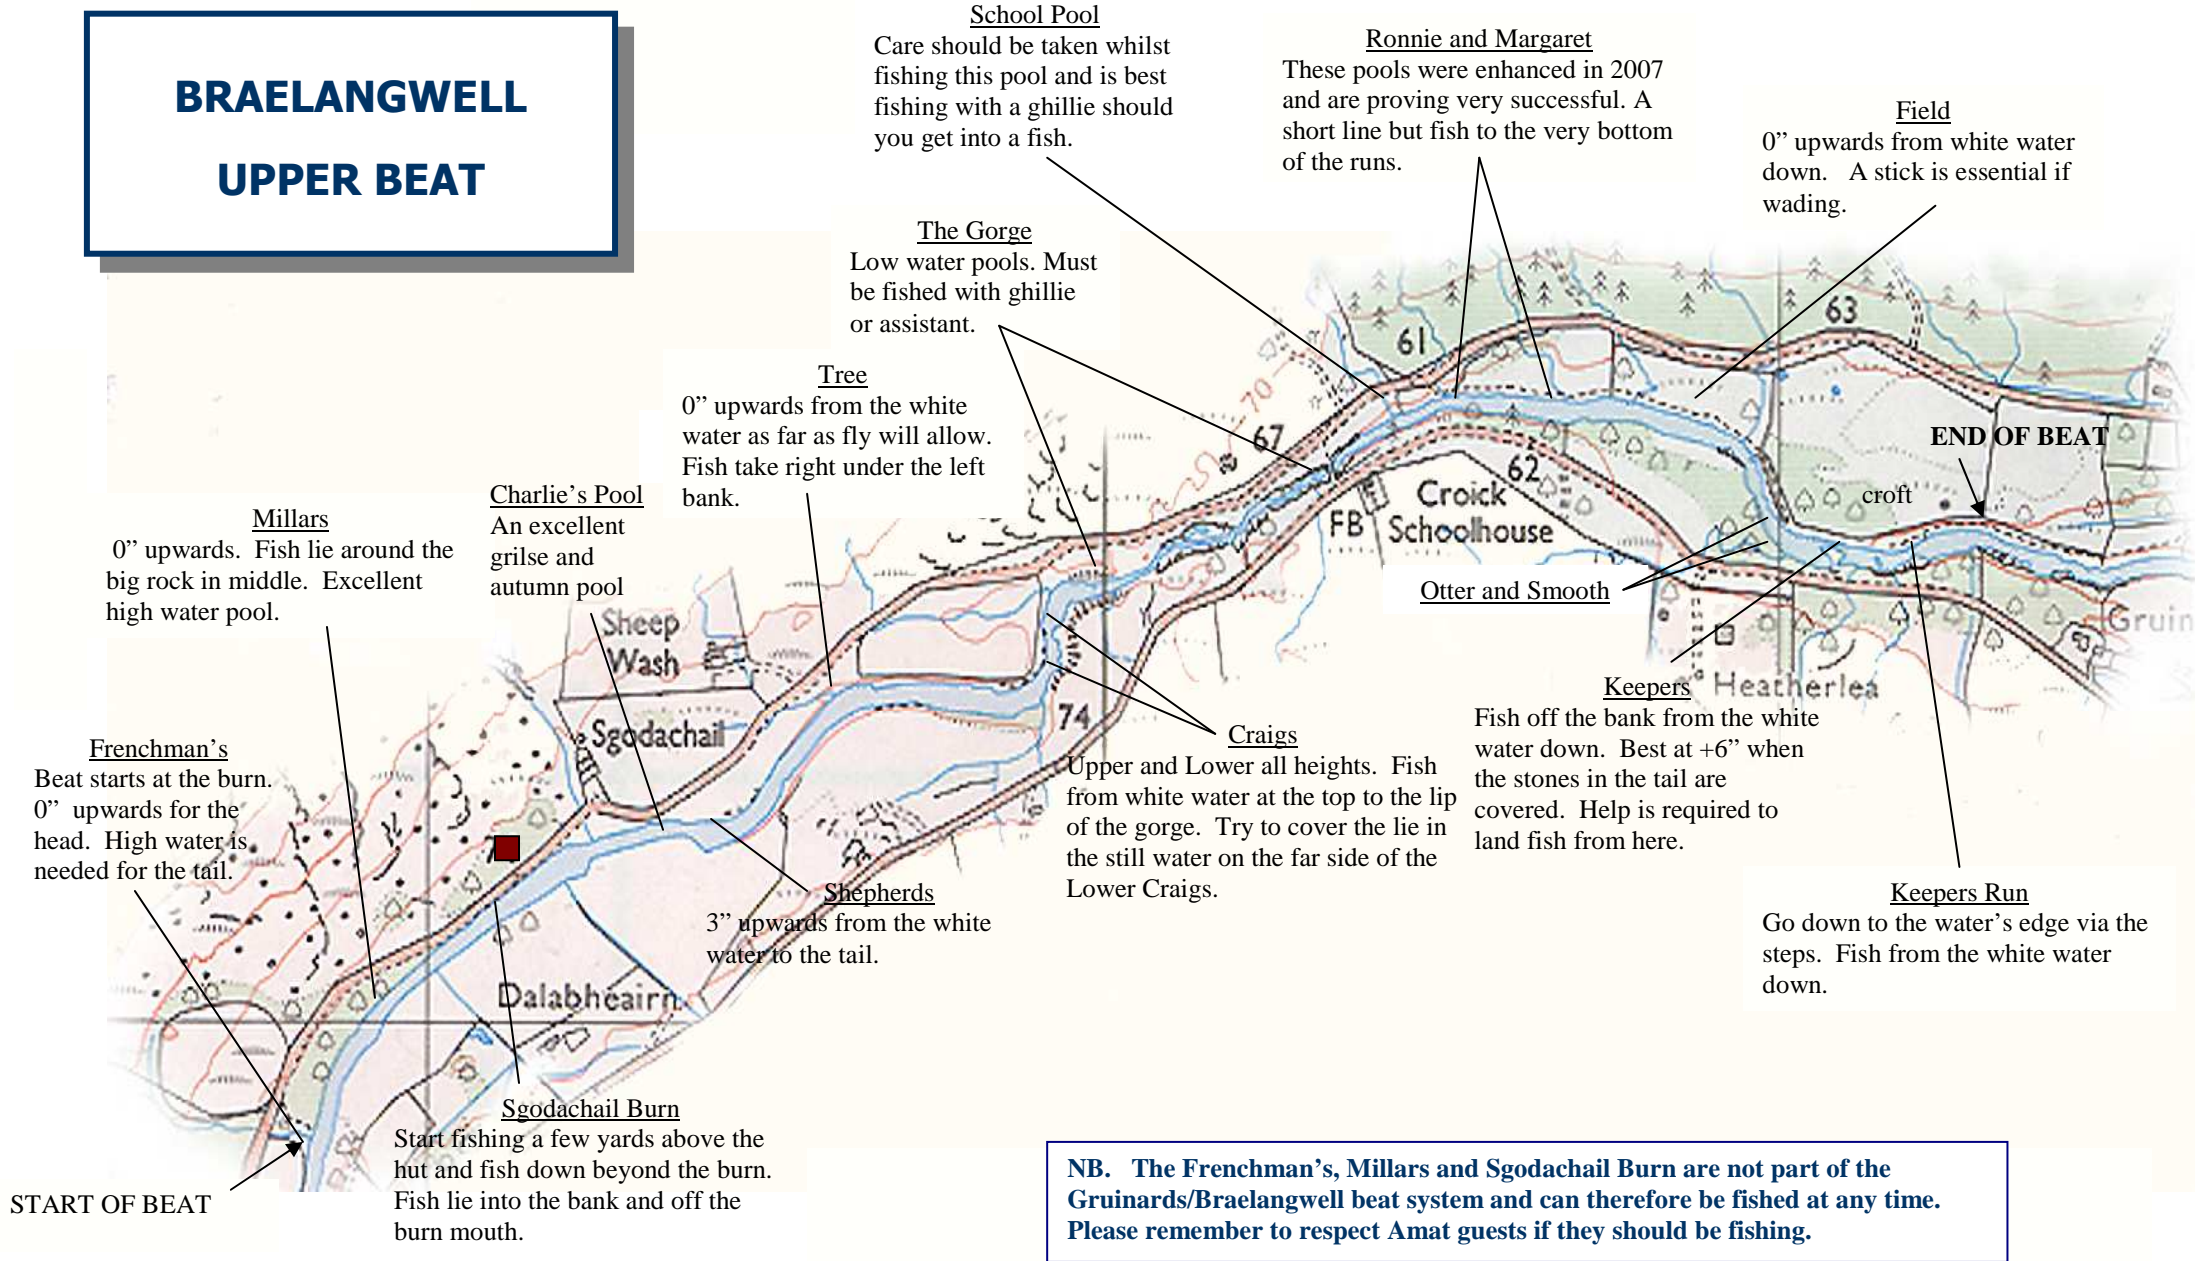 BRAELANGWELL
UPPER BEAT
School Pool
Care should be taken whilst
fishing this pool and is best
fishing with a ghillie should
you get into a fish.
Ronnie and Margaret
These pools were enhanced in 2007
and are proving very successful. A
short line but fish to the very bottom
of the runs.
Field
0” upwards from white water
down. A stick is essential if
wading.
The Gorge
Low water pools. Must
be fished with ghillie
or assistant.
Tree
0” upwards from the white
water as far as fly will allow.
Fish take right under the left
bank.
Charlie’s Pool
An excellent
grilse and
autumn pool
Millars
0” upwards. Fish lie around the
big rock in middle. Excellent
high water pool.
Frenchman’s
Beat starts at the burn.
0” upwards for the
head. High water is
needed for the tail.
61
63
70
67
62
END OF BEAT
croft
FB
Croick
Schoolhouse
Otter and Smooth
Sheep
Wash
Sgodachail
74
Heatherlea
Gruin
Keepers
Fish off the bank from the white
water down. Best at +6” when
the stones in the tail are
covered. Help is required to
land fish from here.
Craigs
Upper and Lower all heights. Fish
from white water at the top to the lip
of the gorge. Try to cover the lie in
the still water on the far side of the
Lower Craigs.
Shepherds
3” upwards from the white
water to the tail.
Keepers Run
Go down to the water’s edge via the
steps. Fish from the white water
down.
Dalabheairn
Sgodachail Burn
Start fishing a few yards above the
hut and fish down beyond the burn.
Fish lie into the bank and off the
burn mouth.
START OF BEAT
NB. The Frenchman’s, Millars and Sgodachail Burn are not part of the
Gruinards/Braelangwell beat system and can therefore be fished at any time.
Please remember to respect Amat guests if they should be fishing.